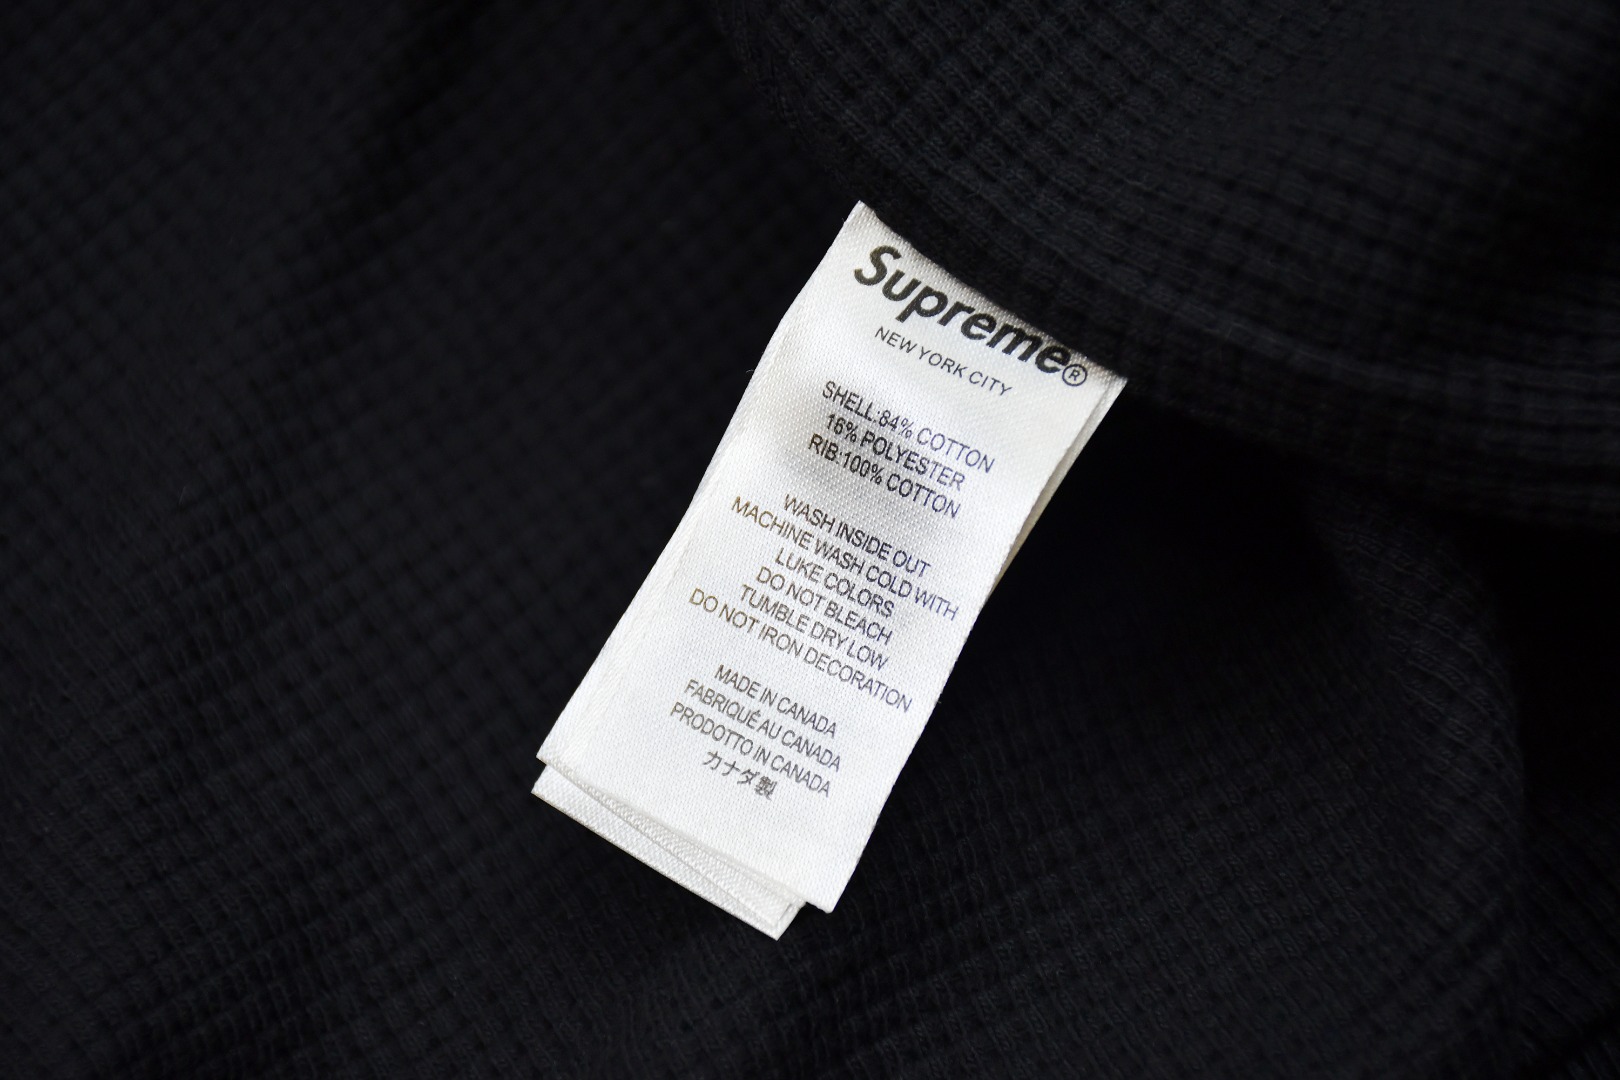 Supreme®
NEW YORK CITY
SHELL:84% COTTON
16% POLYESTER
RIB:100% COTTON
WASH INSIDE OUT
MACHINE WASH COLD WITH
LUKE COLORS
DO NOT BLEACH
TUMBLE DRY LOW
DO NOT IRON DECORATION
MADE IN CANADA
FABRIQUÉ AU CANADA
PRODOTTO IN CANADA
カナダ製